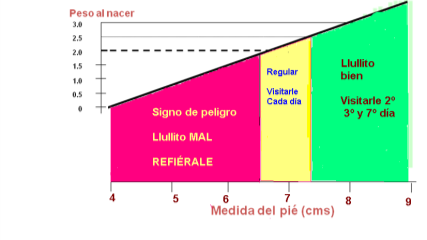 Peso al nacer
3.0
2.5
2.0
1.5
1.0
0.5
0
Signo de peligro
Llullito MAL
REFIÉRALE
Regular
Visitarle
Cada día
Llullito
bien
Visitarle 2º
3º y 7º día
4 5 6 7 8 9
Medida del pié (cms)